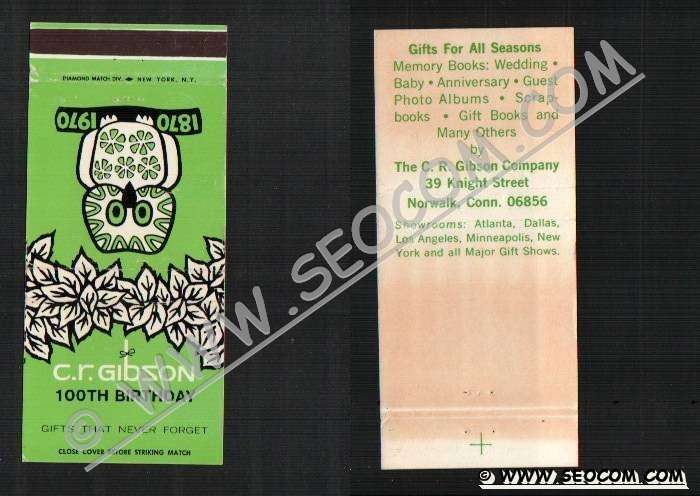 DIAMOND MATCH DIV. NEW YORK, N.Y.
1870 1970
c.r. GIBSON
100TH BIRTHDAY
GIFTS THAT NEVER FORGET
CLOSE COVER BEFORE STRIKING MATCH
Gifts For All Seasons
Memory Books: Wedding •
Baby • Anniversary • Guest
Photo Albums • Scrap-
books • Gift Books and
Many Others
by
The C. R. Gibson Company
39 Knight Street
Norwalk, Conn. 06856
Showrooms: Atlanta, Dallas,
Los Angeles, Minneapolis, New
York and all Major Gift Shows.
© WWW.SEOCOM.COM
© WWW.SEOCOM.COM